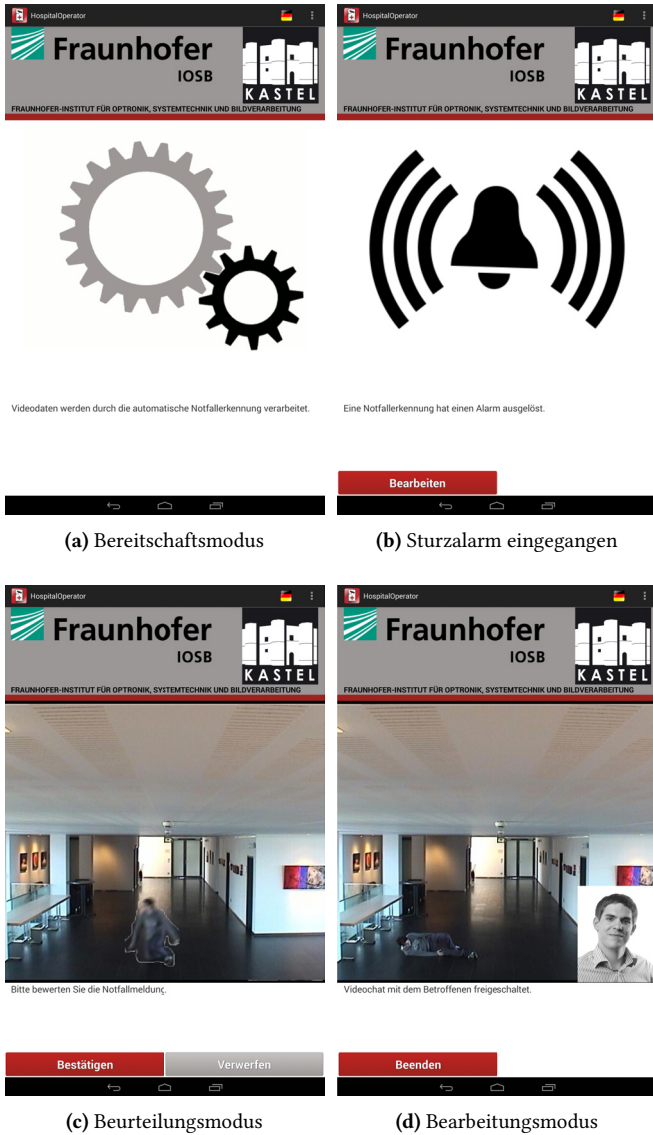 HospitalOperator
Fraunhofer
IOSB
KASTEL
FRAUNHOFER-INSTITUT FÜR OPTRONIK, SYSTEMTECHNIK UND BILDVERARBEITUNG
Videodaten werden durch die automatische Notfallerkennung verarbeitet.
(a) Bereitschaftsmodus
HospitalOperator
Fraunhofer
IOSB
KASTEL
FRAUNHOFER-INSTITUT FÜR OPTRONIK, SYSTEMTECHNIK UND BILDVERARBEITUNG
Eine Notfallerkennung hat einen Alarm ausgelöst.
Bearbeiten
(b) Sturzalarm eingegangen
HospitalOperator
Fraunhofer
IOSB
KASTEL
FRAUNHOFER-INSTITUT FÜR OPTRONIK, SYSTEMTECHNIK UND BILDVERARBEITUNG
Bitte bewerten Sie die Notfallmeldung.
Bestätigen
Verwerfen
(c) Beurteilungsmodus
HospitalOperator
Fraunhofer
IOSB
KASTEL
FRAUNHOFER-INSTITUT FÜR OPTRONIK, SYSTEMTECHNIK UND BILDVERARBEITUNG
Videochat mit dem Betroffenen freigeschaltet.
Beenden
(d) Bearbeitungsmodus